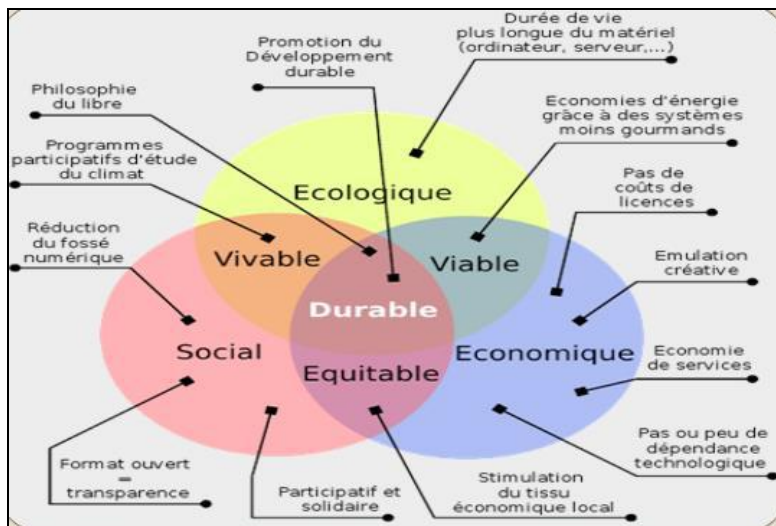 Durée de vie
plus longue du matériel
(ordinateur, serveur,...)
Promotion du
Développement
durable
Philosophie
du libre
Economies d'énergie
grâce à des systèmes
moins gourmands
Programmes
participatifs d'étude
du climat
Pas de
coûts de
licences
Ecologique
Réduction
du fossé
numérique
Vivable
Viable
Emulation
créative
Durable
Social
Economique
Equitable
Economie
de services
Pas ou peu de
dépendance
technologique
Format ouvert
=
transparence
Participatif et
solidaire
Stimulation
du tissu
économique local